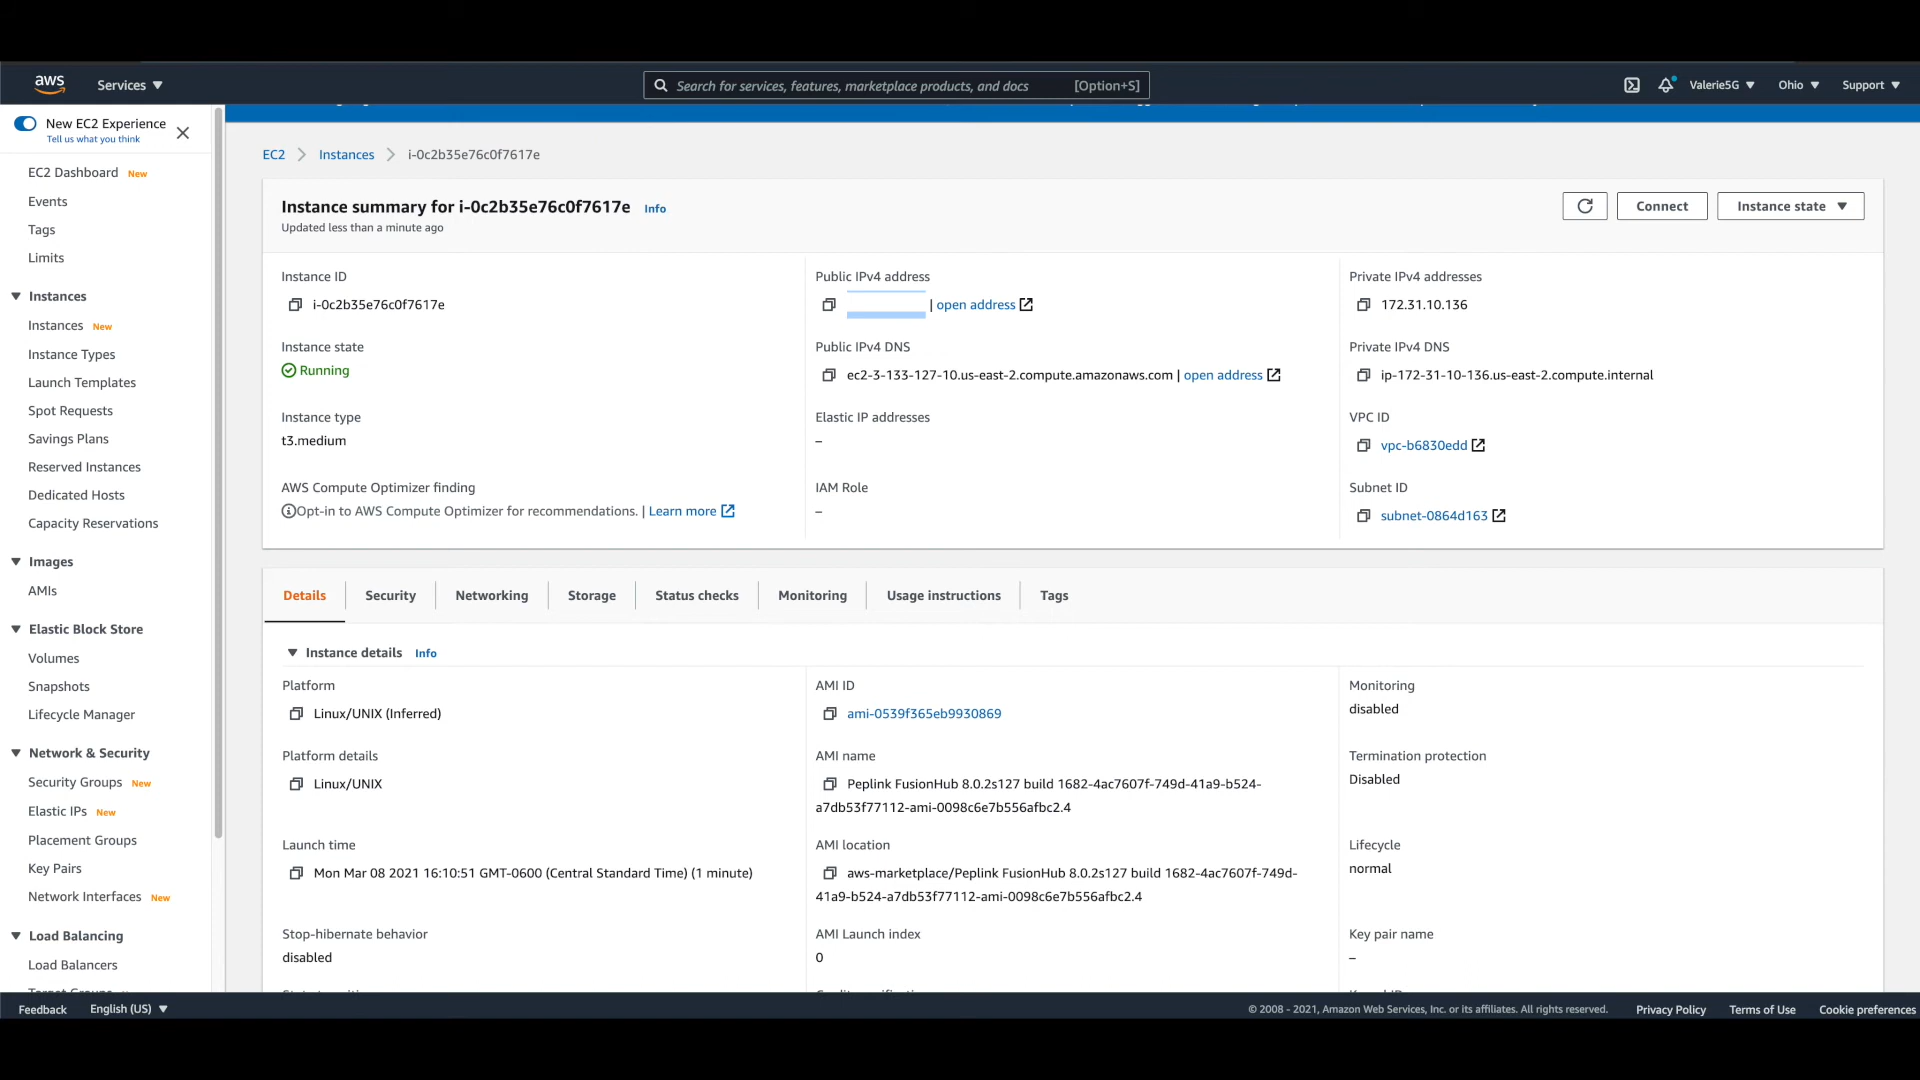 aws
Services
Search for services, features, marketplace products, and docs [Option+S]
Valerie5G
Ohio
Support
New EC2 Experience
Tell us what you think
EC2 Dashboard New
Events
Tags
Limits
Instances
Instances New
Instance Types
Launch Templates
Spot Requests
Savings Plans
Reserved Instances
Dedicated Hosts
Capacity Reservations
Images
AMIs
Elastic Block Store
Volumes
Snapshots
Lifecycle Manager
Network & Security
Security Groups New
Elastic IPs New
Placement Groups
Key Pairs
Network Interfaces New
Load Balancing
Load Balancers
EC2 Instances i-0c2b35e76c0f7617e
Instance summary for i-0c2b35e76c0f7617e Info
Updated less than a minute ago
Connect
Instance state
Instance ID
i-0c2b35e76c0f7617e
Instance state
Running
Instance type
t3.medium
AWS Compute Optimizer finding
Opt-in to AWS Compute Optimizer for recommendations. | Learn more
Public IPv4 address
| open address
Public IPv4 DNS
ec2-3-133-127-10.us-east-2.compute.amazonaws.com | open address
Elastic IP addresses
–
IAM Role
–
Private IPv4 addresses
172.31.10.136
Private IPv4 DNS
ip-172-31-10-136.us-east-2.compute.internal
VPC ID
vpc-b6830edd
Subnet ID
subnet-0864d163
Details
Security
Networking
Storage
Status checks
Monitoring
Usage instructions
Tags
Instance details Info
Platform
Linux/UNIX (Inferred)
Platform details
Linux/UNIX
Launch time
Mon Mar 08 2021 16:10:51 GMT-0600 (Central Standard Time) (1 minute)
Stop-hibernate behavior
disabled
AMI ID
ami-0539f365eb9930869
AMI name
Peplink FusionHub 8.0.2s127 build 1682-4ac7607f-749d-41a9-b524-
a7db53f77112-ami-0098c6e7b556afbc2.4
AMI location
aws-marketplace/Peplink FusionHub 8.0.2s127 build 1682-4ac7607f-749d-
41a9-b524-a7db53f77112-ami-0098c6e7b556afbc2.4
AMI Launch index
0
Monitoring
disabled
Termination protection
Disabled
Lifecycle
normal
Key pair name
–
Feedback
English (US)
© 2008 - 2021, Amazon Web Services, Inc. or its affiliates. All rights reserved.
Privacy Policy
Terms of Use
Cookie preferences